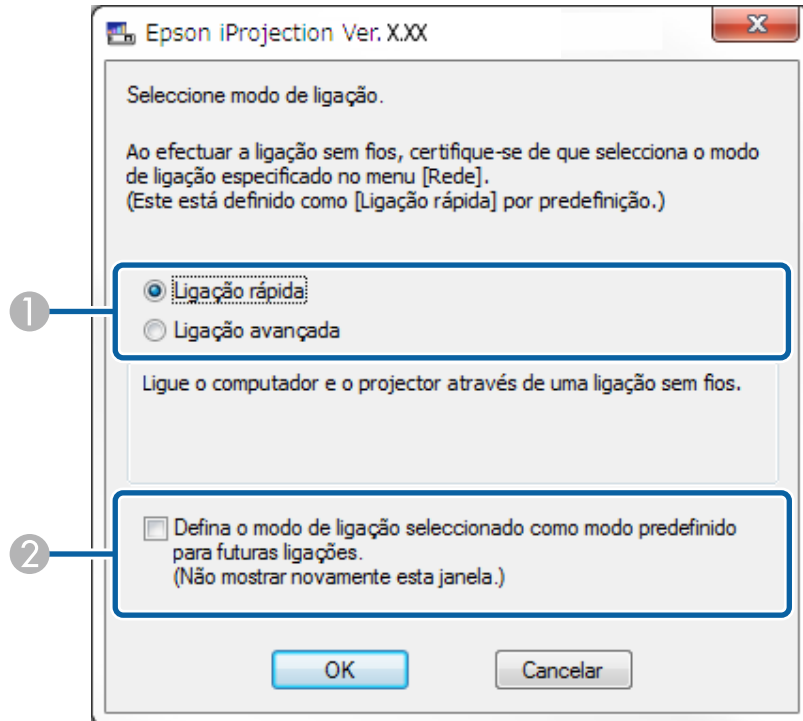 Epson iProjection Ver. X.XX
Seleccione modo de ligação.
Ao efectuar a ligação sem fios, certifique-se de que selecciona o modo
de ligação especificado no menu [Rede].
(Este está definido como [Ligação rápida] por predefinição.)
1
Ligação rápida
Ligação avançada
Ligue o computador e o projector através de uma ligação sem fios.
2
Defina o modo de ligação seleccionado como modo predefinido
para futuras ligações.
(Não mostrar novamente esta janela.)
OK
Cancelar